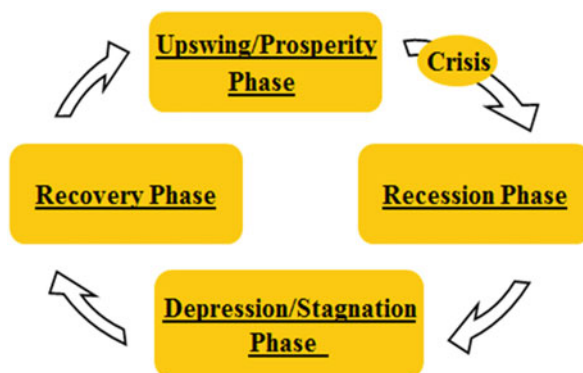 Upswing/Prosperity
Phase
Crisis
Recovery Phase
Recession Phase
Depression/Stagnation
Phase